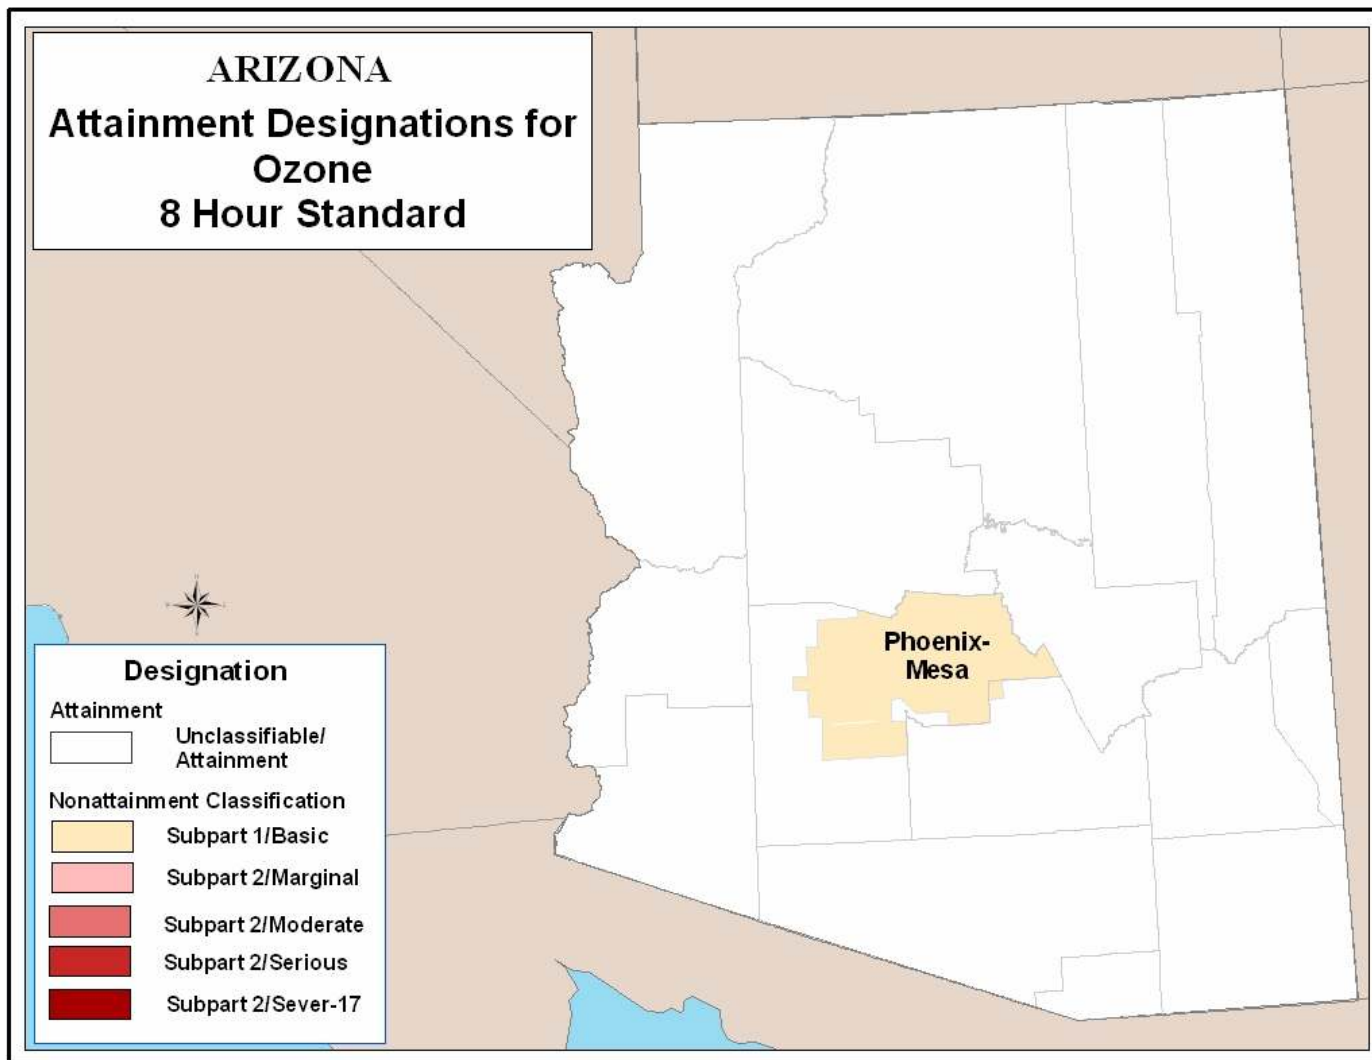 ARIZONA
Attainment Designations for
Ozone
8 Hour Standard
Phoenix-
Mesa
Designation
Attainment
Unclassifiable/
Attainment
Nonattainment Classification
Subpart 1/Basic
Subpart 2/Marginal
Subpart 2/Moderate
Subpart 2/Serious
Subpart 2/Sever-17